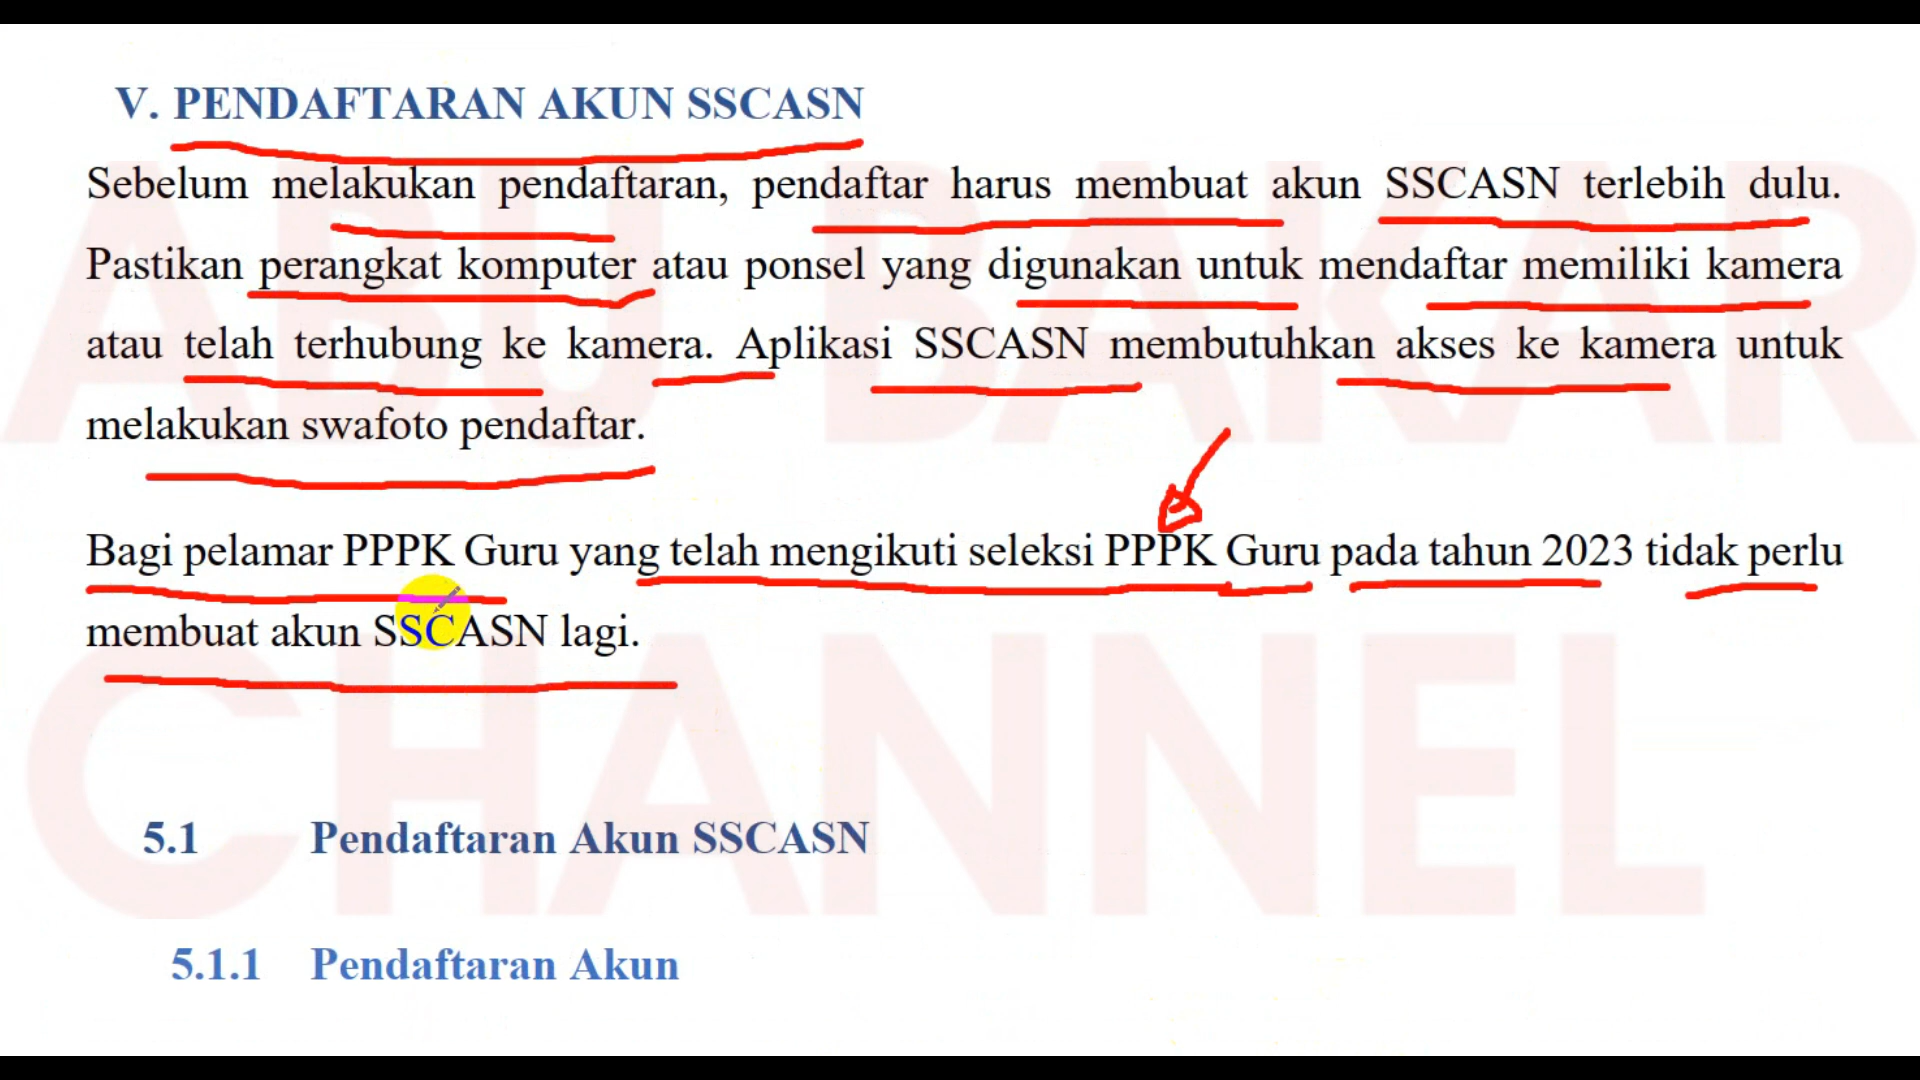 V. PENDAFTARAN AKUN SSCASN
Sebelum melakukan pendaftaran, pendaftar harus membuat akun SSCASN terlebih dulu.
Pastikan perangkat komputer atau ponsel yang digunakan untuk mendaftar memiliki kamera
atau telah terhubung ke kamera. Aplikasi SSCASN membutuhkan akses ke kamera untuk
melakukan swafoto pendaftar.
Bagi pelamar PPPK Guru yang telah mengikuti seleksi PPPK Guru pada tahun 2023 tidak perlu
membuat akun SSCASN lagi.
5.1 Pendaftaran Akun SSCASN
5.1.1 Pendaftaran Akun
ABU BAKAR
CHANNEL